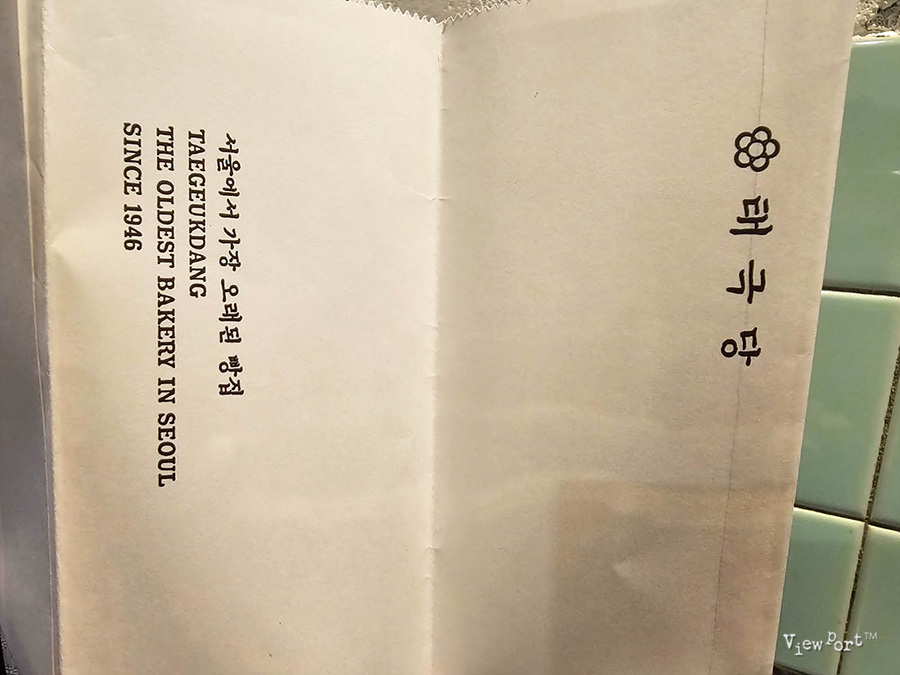 태극당
서울에서 가장 오래된 빵집
TAEGEUKDANG
THE OLDEST BAKERY IN SEOUL
SINCE 1946
Viewport™